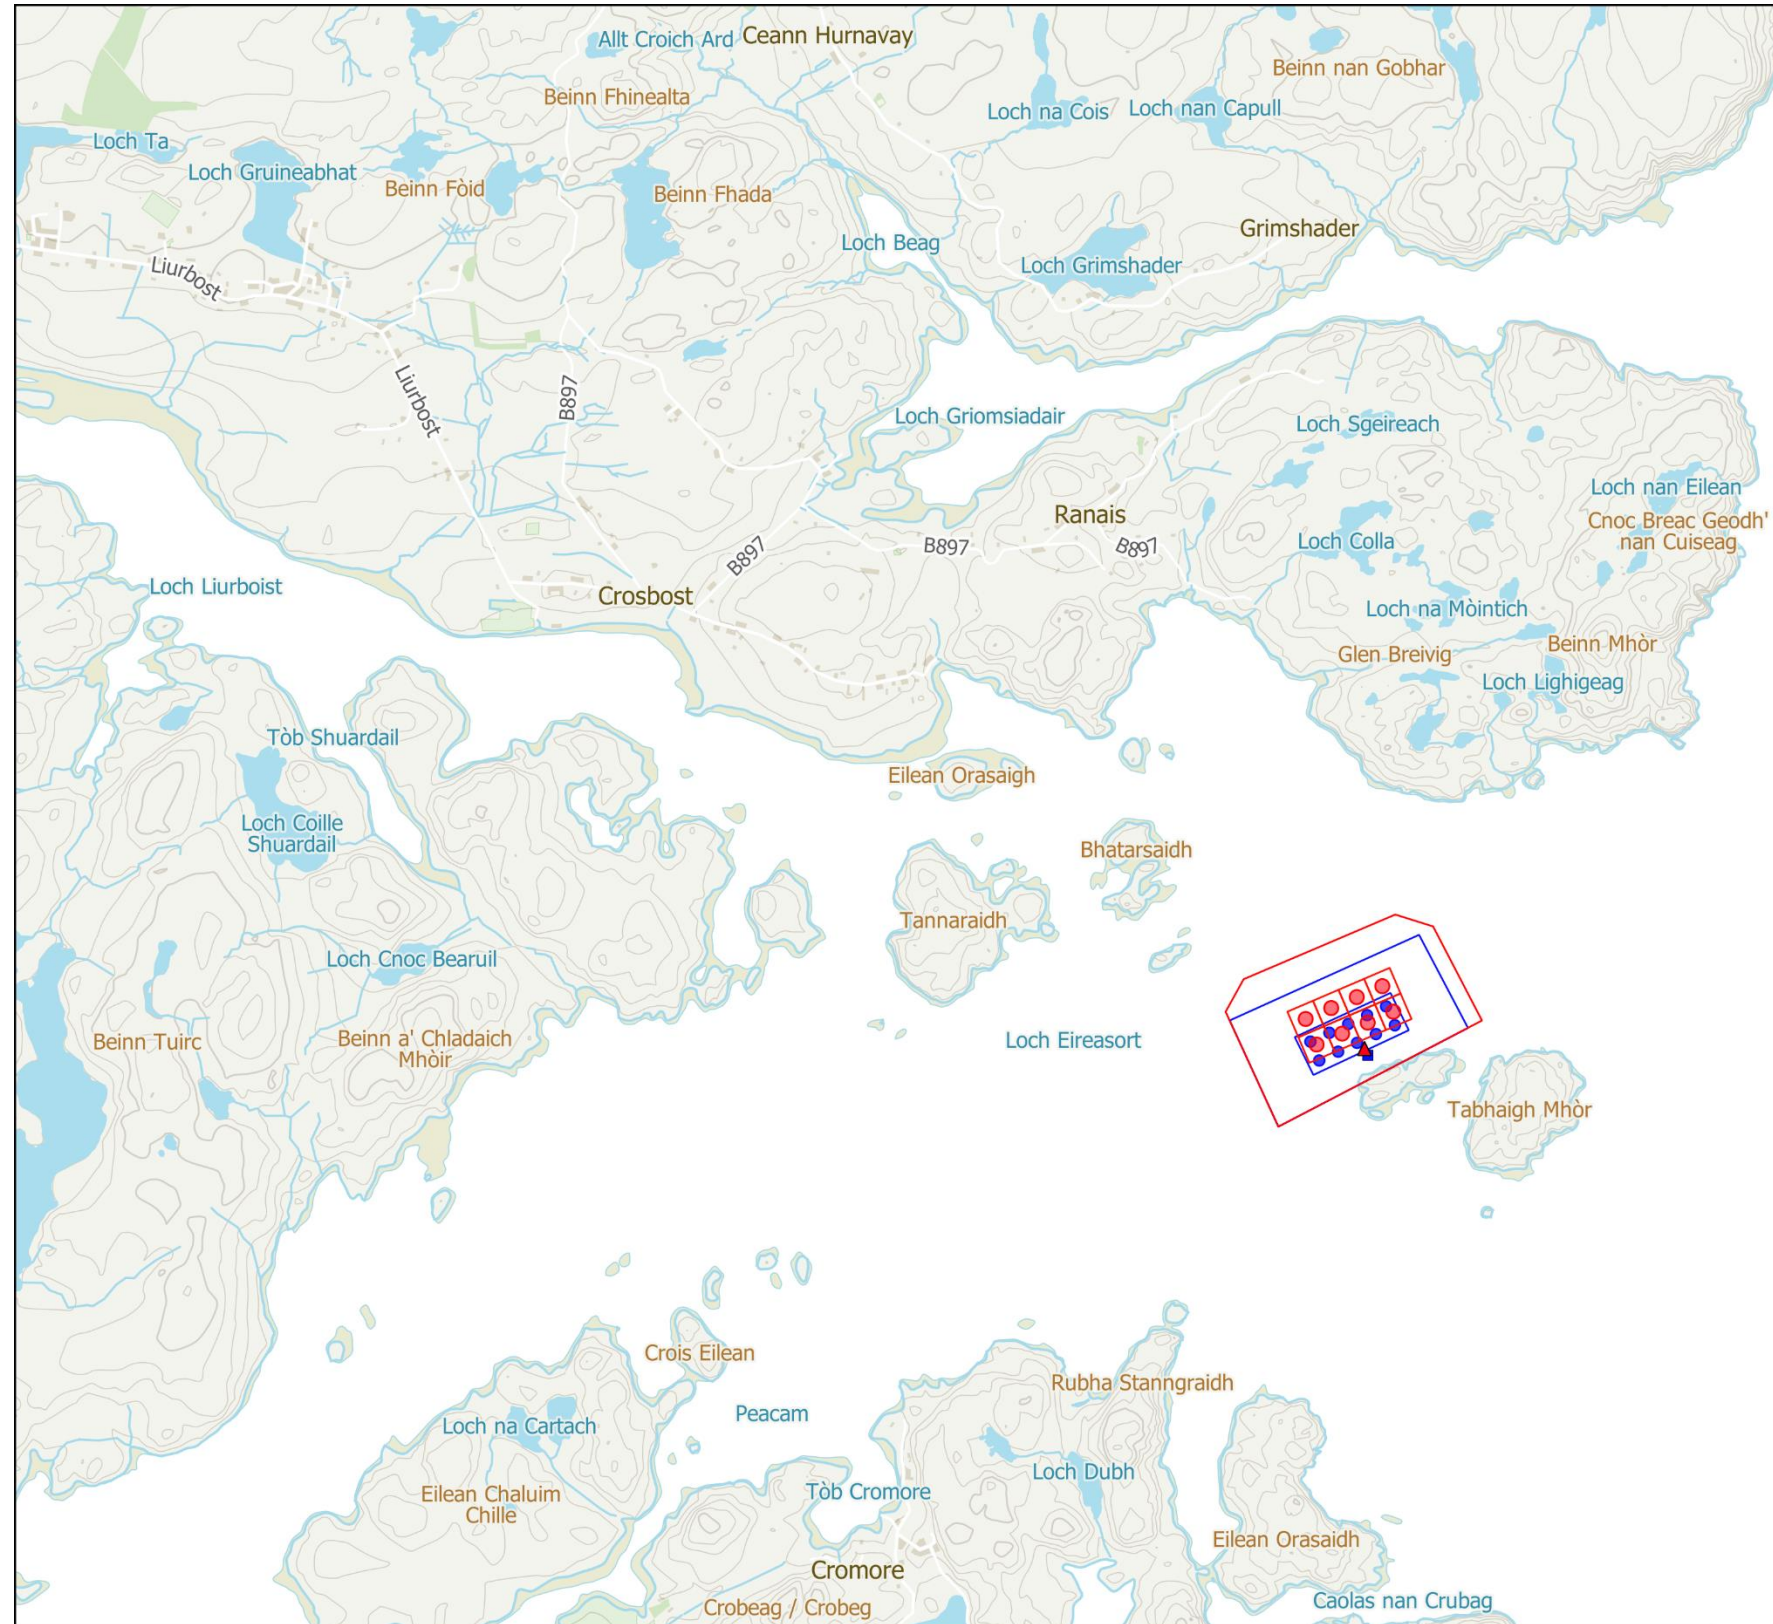 Allt Croich Ard
Ceann Hurnavay
Beinn nan Gobhar
Beinn Fhinealta
Loch na Cois
Loch nan Capull
Loch Ta
Loch Gruineabhat
Beinn Fòid
Beinn Fhada
Grimshader
Loch Beag
Loch Grimshader
Liurbost
Liurbost
B897
Loch Griomsiadair
Loch Sgeireach
Loch nan Eilean
Ranais
Cnoc Breac Geodh'
nan Cuiseag
Loch Colla
B897
B897
B897
Loch Liurboist
Crosbost
Loch na Mòintich
Glen Breivig
Beinn Mhòr
Loch Lighigeag
Tòb Shuardail
Eilean Orasaigh
Loch Coille
Shuardail
Bhatarsaidh
Tannaraidh
Loch Cnoc Bearuil
Beinn Tuirc
Beinn a' Chladaich
Mhòir
Loch Eireasort
Tabhaigh Mhòr
Crois Eilean
Rubha Stanngraidh
Peacam
Loch na Cartach
Loch Dubh
Tòb Cromore
Eilean Chaluim
Chille
Eilean Orasaidh
Cromore
Caolas nan Crubag
Crobeag / Crobeg